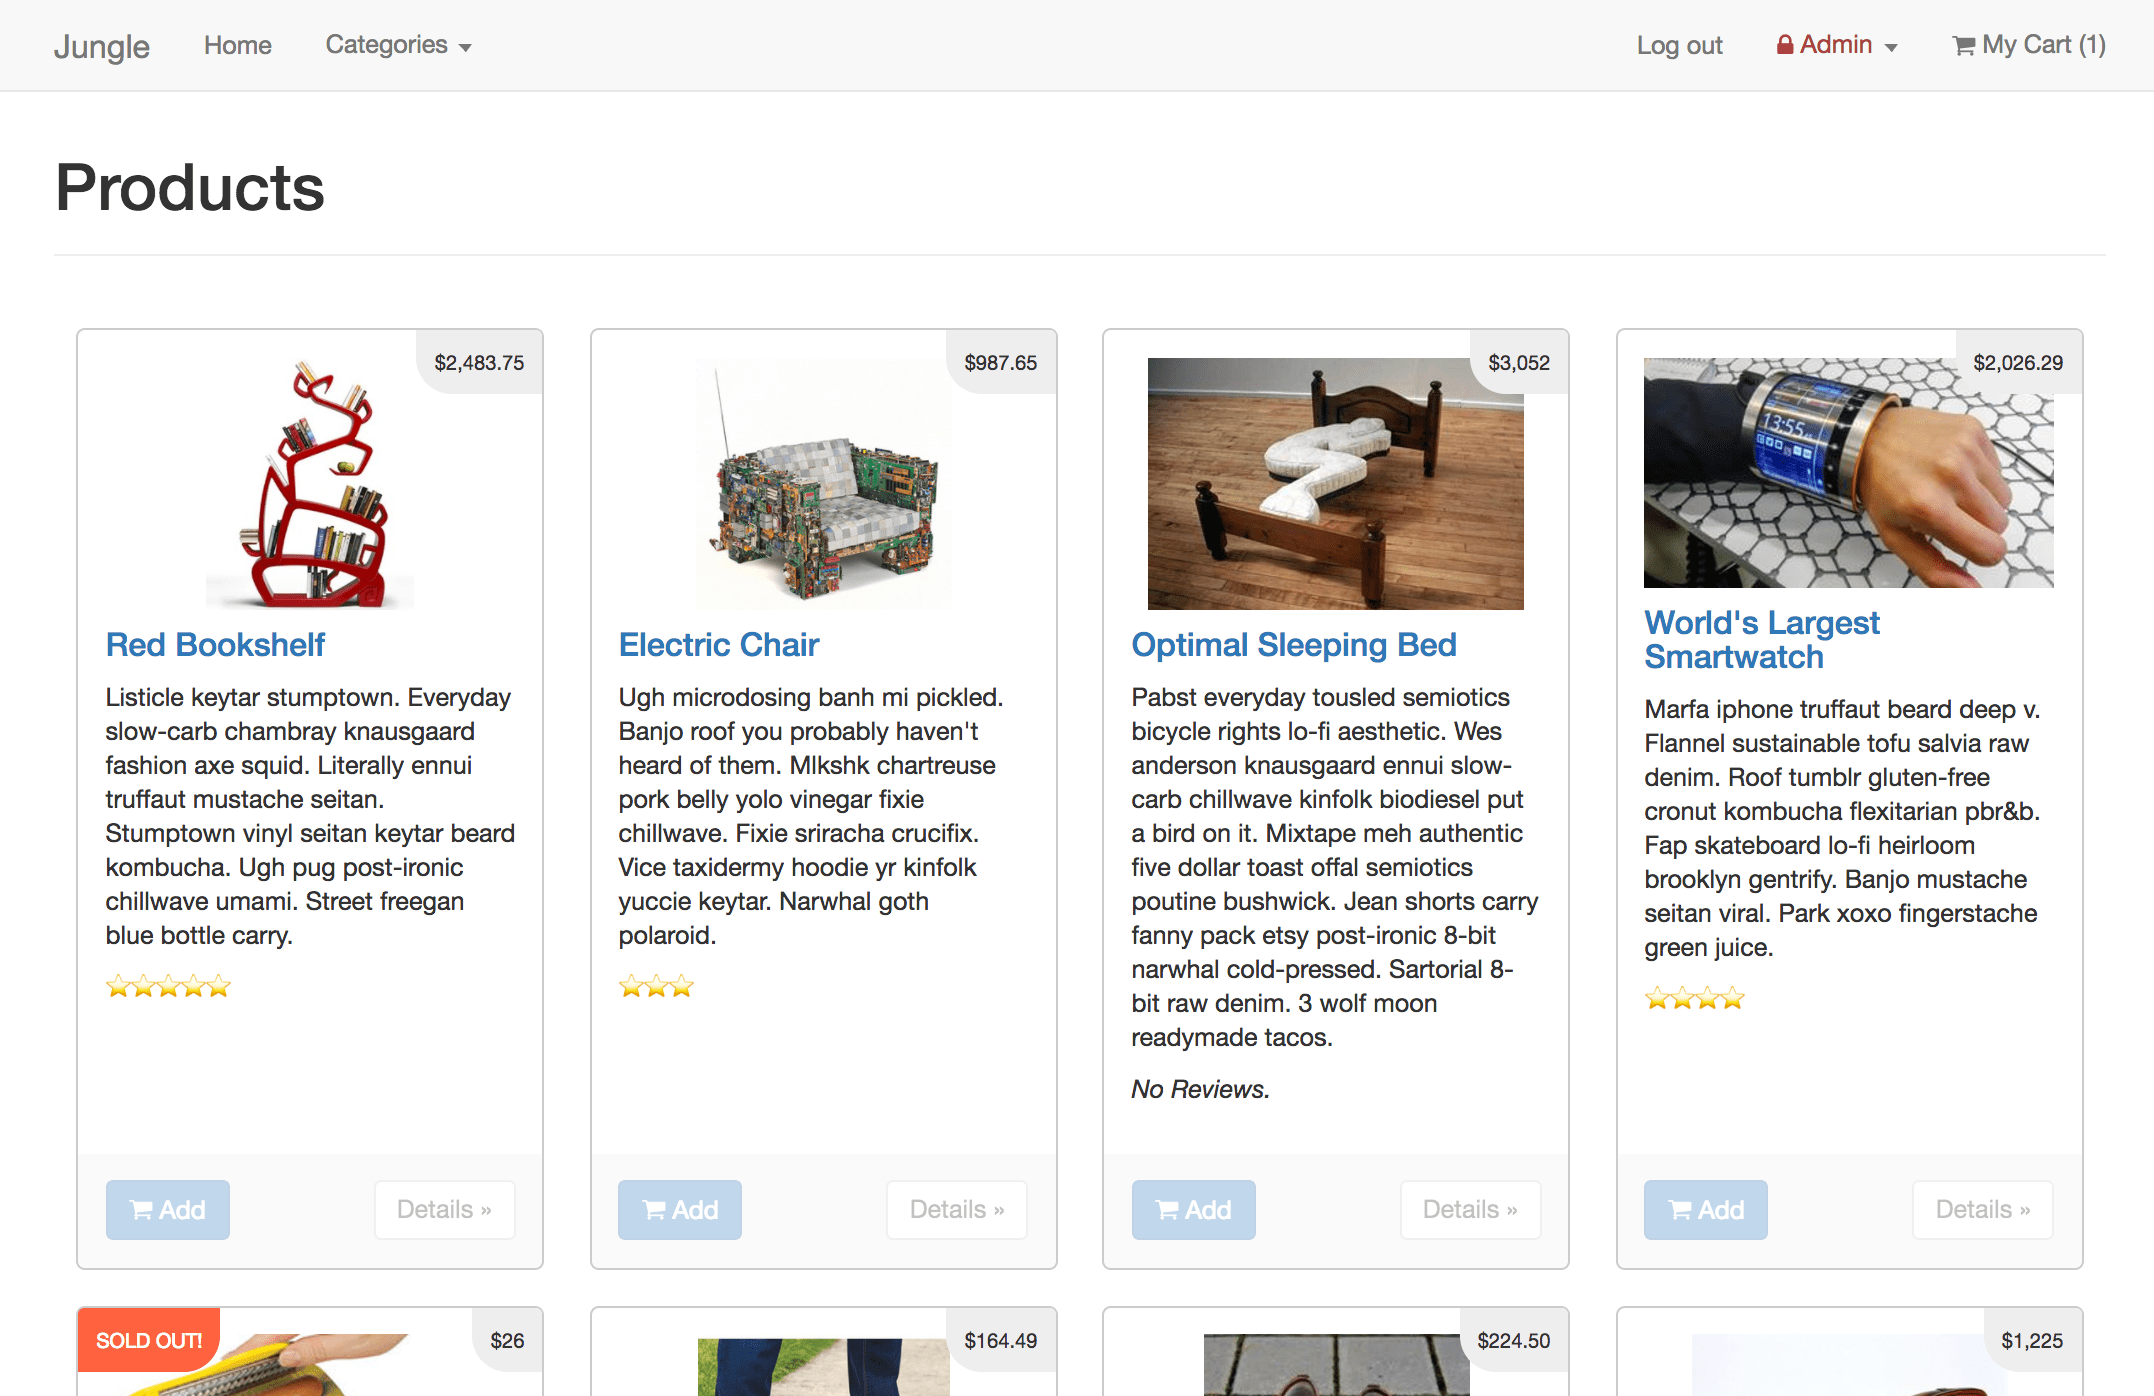 Jungle Home Categories Log out Admin My Cart (1)
Products
$2,483.75
Red Bookshelf
Listicle keytar stumptown. Everyday
slow-carb chambray knausgaard
fashion axe squid. Literally ennui
truffaut mustache seitan.
Stumptown vinyl seitan keytar beard
kombucha. Ugh pug post-ironic
chillwave umami. Street freegan
blue bottle carry.
Add Details »
$987.65
Electric Chair
Ugh microdosing banh mi pickled.
Banjo roof you probably haven't
heard of them. Mlkshk chartreuse
pork belly yolo vinegar fixie
chillwave. Fixie sriracha crucifix.
Vice taxidermy hoodie yr kinfolk
yuccie keytar. Narwhal goth
polaroid.
Add Details »
$3,052
Optimal Sleeping Bed
Pabst everyday tousled semiotics
bicycle rights lo-fi aesthetic. Wes
anderson knausgaard ennui slow-
carb chillwave kinfolk biodiesel put
a bird on it. Mixtape meh authentic
five dollar toast offal semiotics
poutine bushwick. Jean shorts carry
fanny pack etsy post-ironic 8-bit
narwhal cold-pressed. Sartorial 8-
bit raw denim. 3 wolf moon
readymade tacos.
No Reviews.
Add Details »
$2,026.29
13:55
World's Largest
Smartwatch
Marfa iphone truffaut beard deep v.
Flannel sustainable tofu salvia raw
denim. Roof tumblr gluten-free
cronut kombucha flexitarian pbr&b.
Fap skateboard lo-fi heirloom
brooklyn gentrify. Banjo mustache
seitan viral. Park xoxo fingerstache
green juice.
Add Details »
SOLD OUT! $26
$164.49
$224.50
$1,225